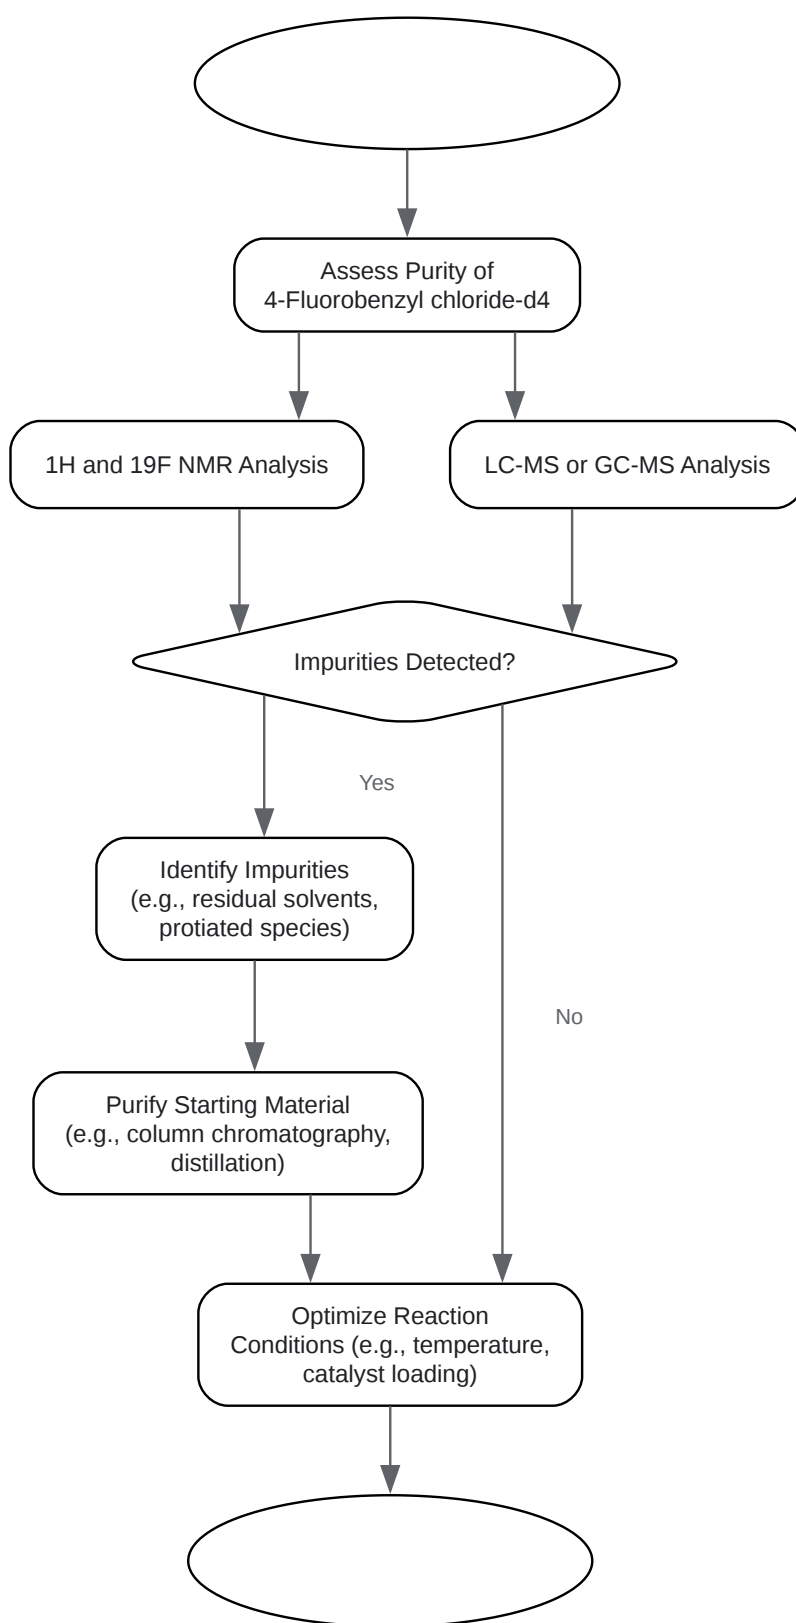 Assess Purity of
4-Fluorobenzyl chloride-d4
1H and 19F NMR Analysis
LC-MS or GC-MS Analysis
Impurities Detected?
Yes
Identify Impurities
(e.g., residual solvents,
protiated species)
No
Purify Starting Material
(e.g., column chromatography,
distillation)
Optimize Reaction
Conditions (e.g., temperature,
catalyst loading)